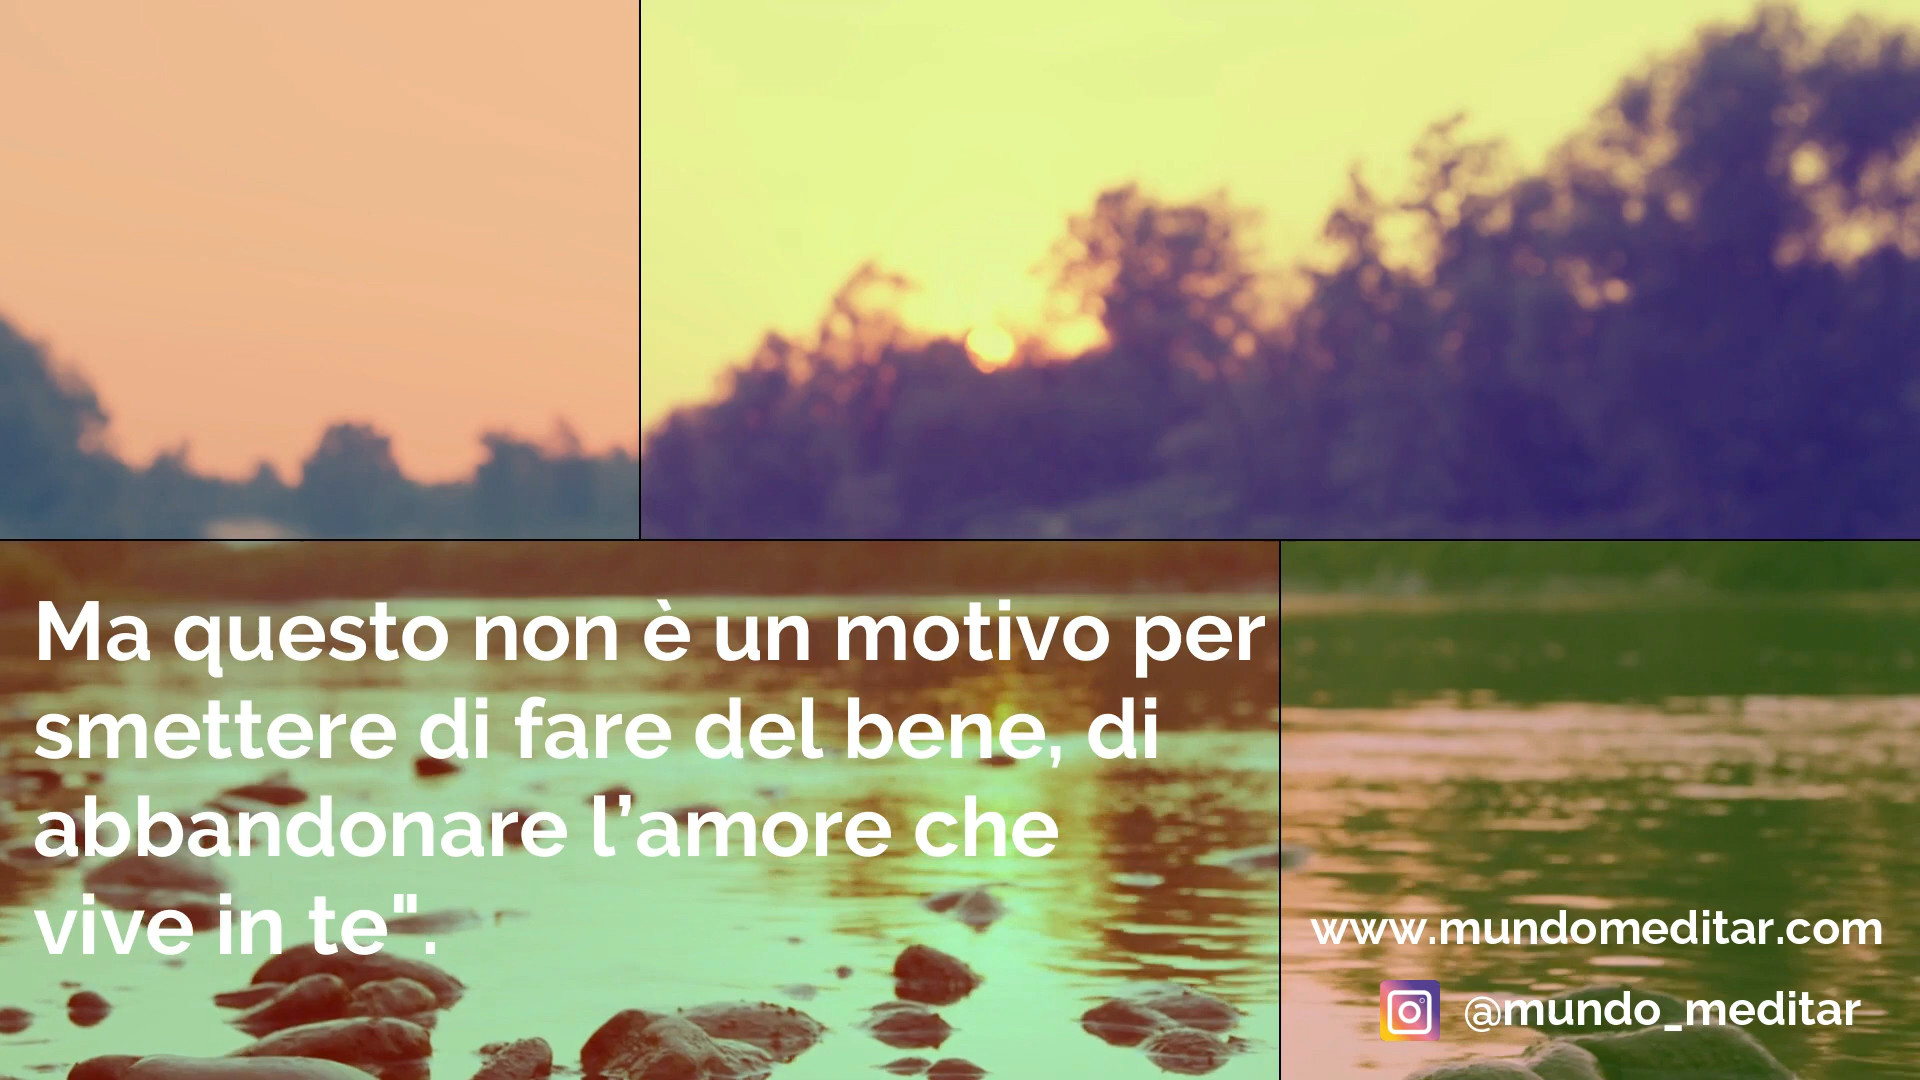 Ma questo non è un motivo per
smettere di fare del bene, di
abbandonare l’amore che
vive in te".
www.mundomeditar.com
@mundo_meditar